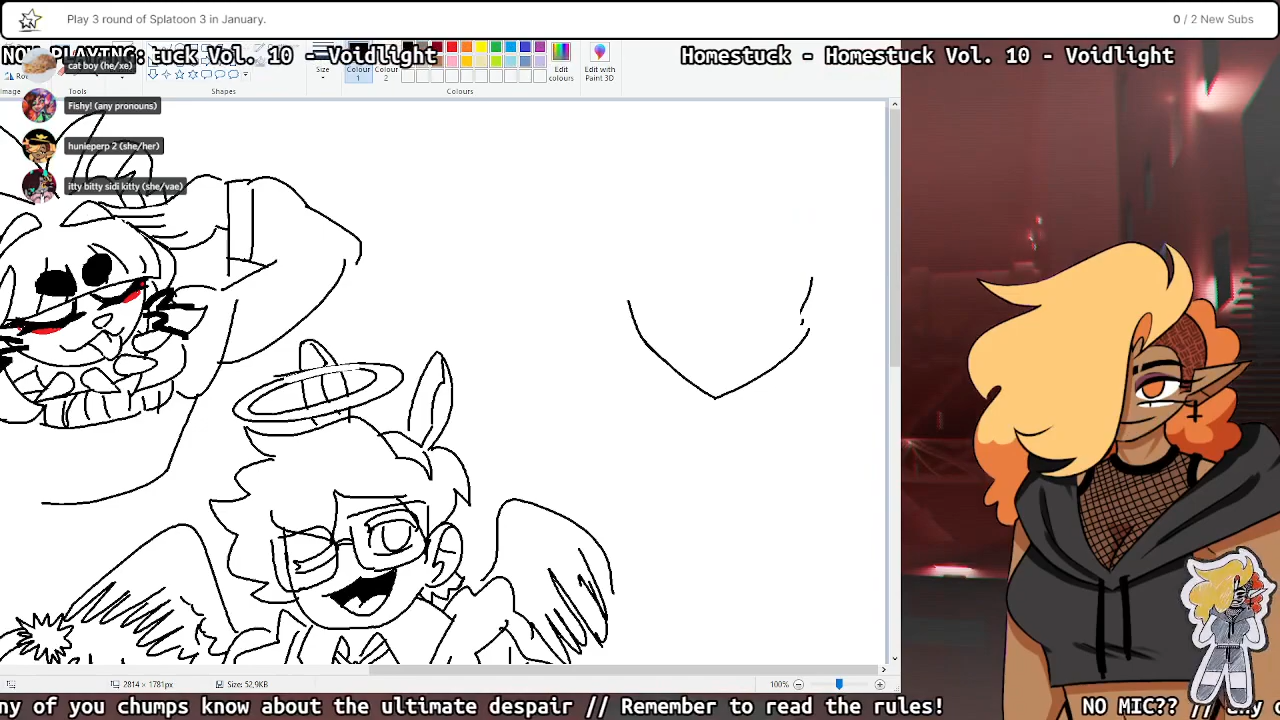 Play 3 round of Splatoon 3 in January.
0 / 2 New Subs
NOW PLAYING: tuck Vol. 10 - Voidlight
Homestuck - Homestuck Vol. 10 - Voidlight
cat boy (he/xe)
Fishy! (any pronouns)
hunieperp 2 (she/her)
itty bitty sidi kitty (she/vae)
Size
Colour 1
Colour 2
Edit colours
Edit with Paint 3D
Image
Tools
Shapes
Colours
2814 × 1781px
Size: 52,9KB
100%
ny of you chumps know about the ultimate despair // Remember to read the rules!
NO MIC?? //